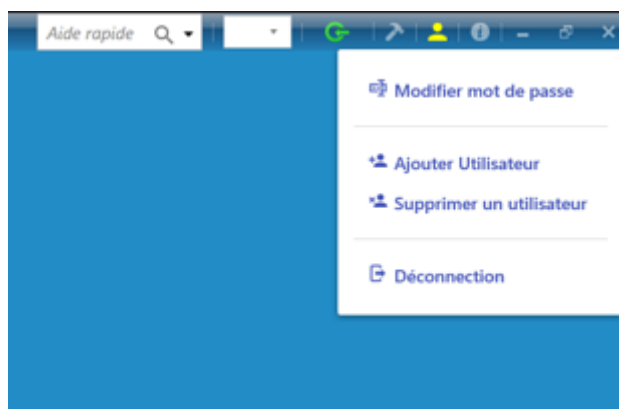 Aide rapide
Modifier mot de passe
Ajouter Utilisateur
Supprimer un utilisateur
Déconnection